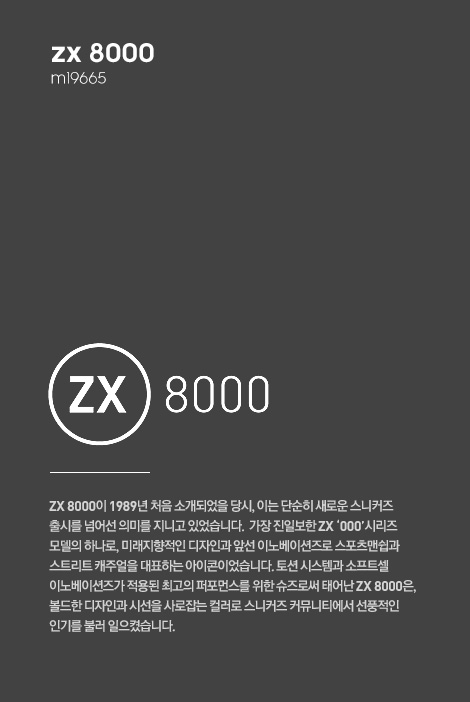 zx 8000
m19665
ZX 8000
ZX 8000이 1989년 처음 소개되었을 당시, 이는 단순히 새로운 스니커즈
출시를 넘어선 의미를 지니고 있었습니다. 가장 진일보한 ZX ‘000’시리즈
모델의 하나로, 미래지향적인 디자인과 앞선 이노베이션즈로 스포츠맨쉽과
스트리트 캐주얼을 대표하는 아이콘이었습니다. 토션 시스템과 소프트셀
이노베이션즈가 적용된 최고의 퍼포먼스를 위한 슈즈로써 태어난 ZX 8000은,
볼드한 디자인과 시선을 사로잡는 컬러로 스니커즈 커뮤니티에서 선풍적인
인기를 불러 일으켰습니다.